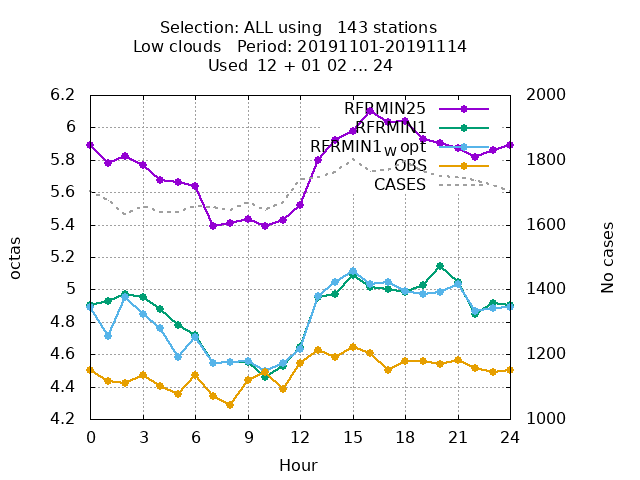 Selection: ALL using 143 stations
Low clouds Period: 20191101-20191114
Used 12 + 01 02 ... 24
6.2
6
5.8
5.6
5.4
5.2
5
4.8
4.6
4.4
4.2
octas
2000
1800
1600
1400
1200
1000
No cases
RFRMIN25
RFRMIN1
RFRMIN1w opt
OBS
CASES
0 3 6 9 12 15 18 21 24
Hour